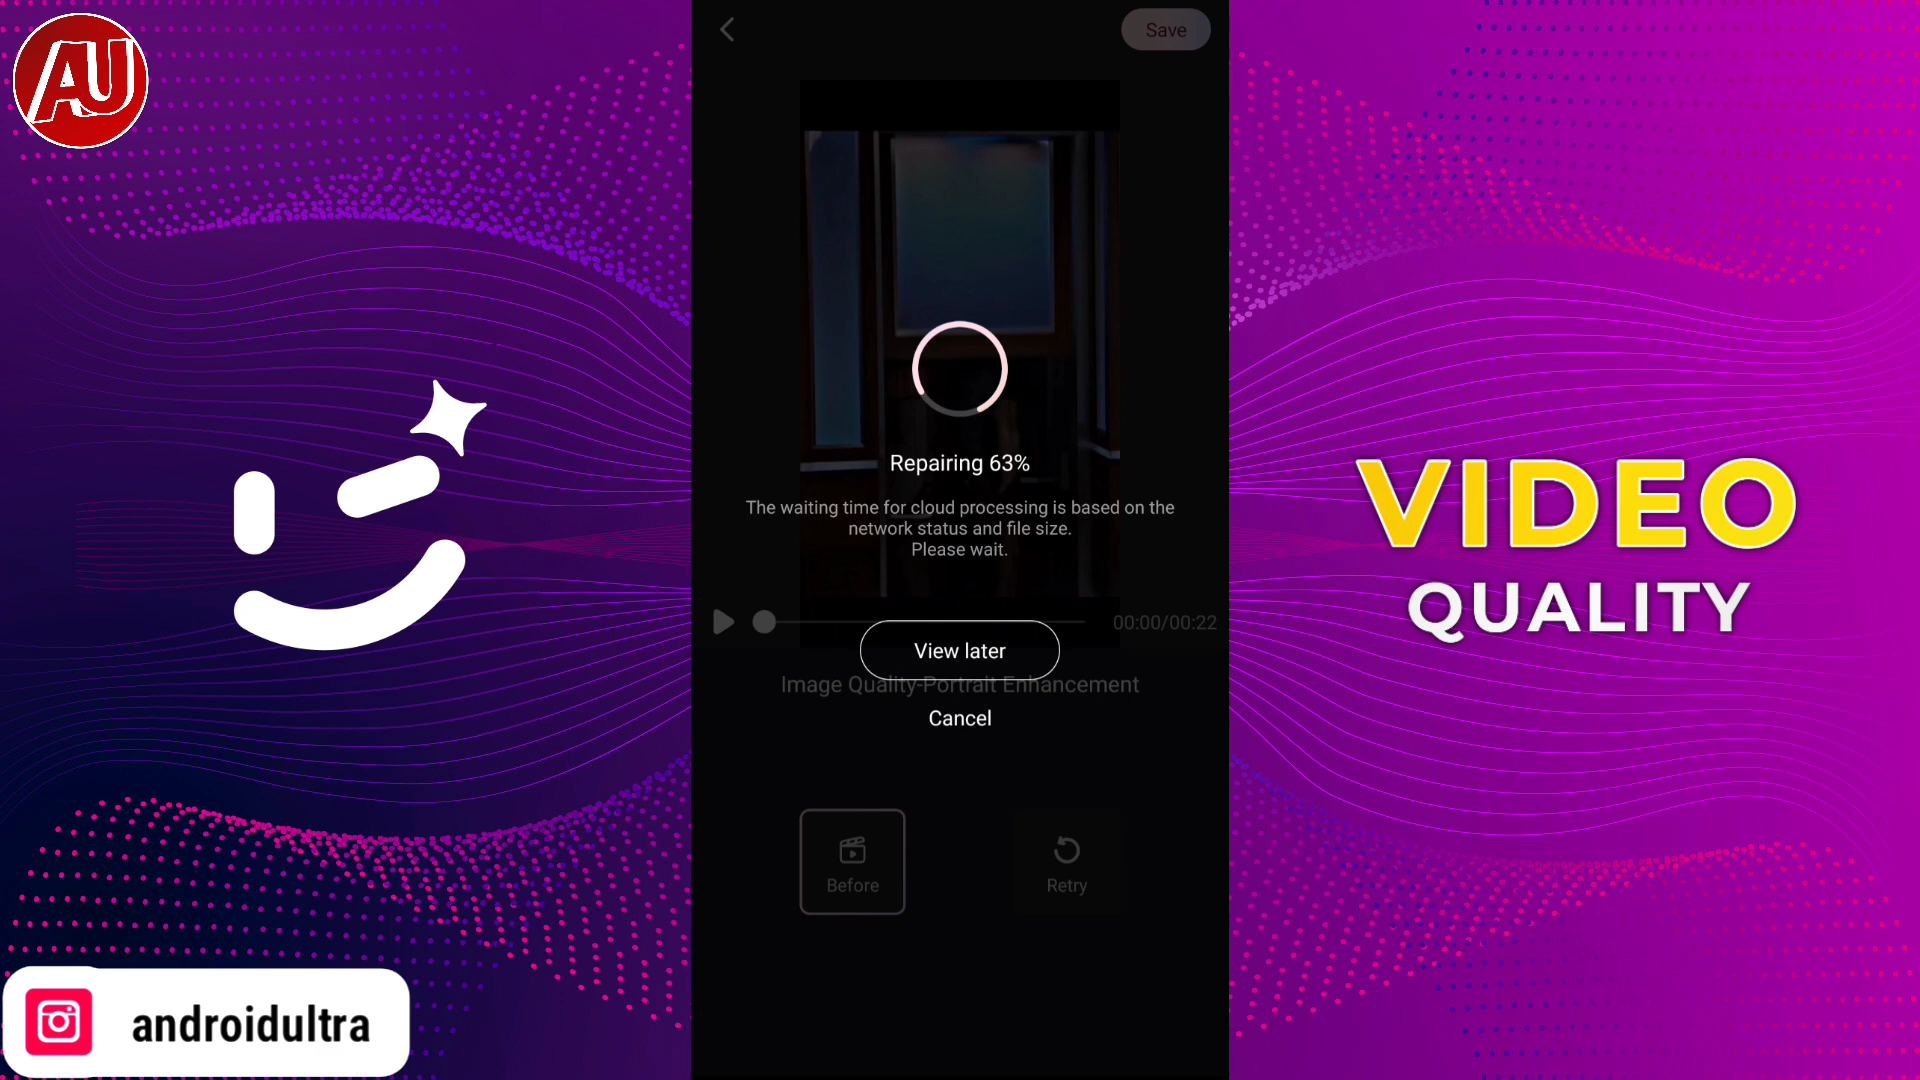 AU
Save
Repairing 63%
The waiting time for cloud processing is based on the
network status and file size.
Please wait.
00:00/00:22
View later
Image Quality-Portrait Enhancement
Cancel
Before
Retry
VIDEO
QUALITY
androidultra